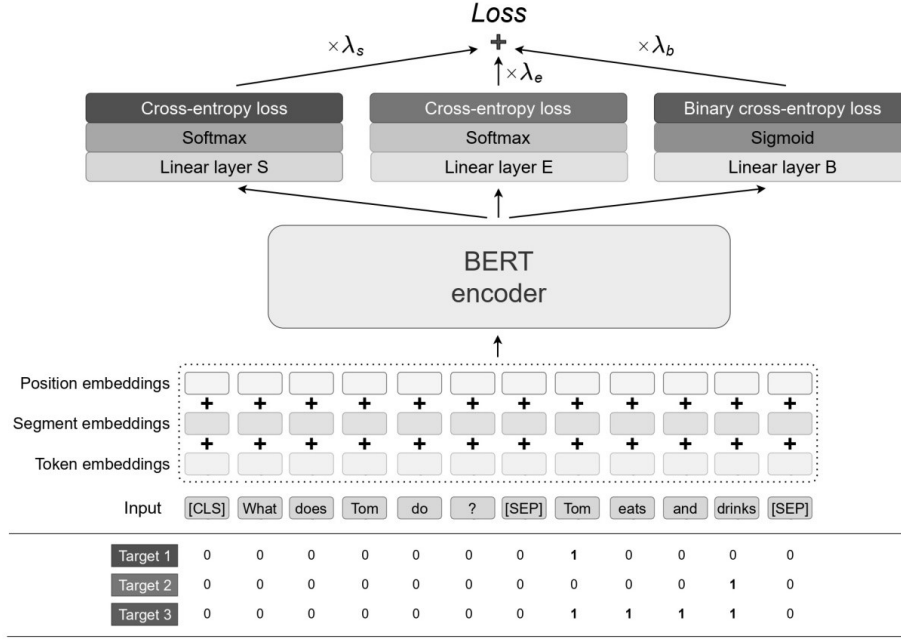 Loss
+
× λs
× λe
× λb
Cross-entropy loss Cross-entropy loss Binary cross-entropy loss
Softmax Softmax Sigmoid
Linear layer S Linear layer E Linear layer B
BERT
encoder
Position embeddings
+ + + + + + + + + + + +
Segment embeddings
+ + + + + + + + + + + +
Token embeddings
Input [CLS] What does Tom do ? [SEP] Tom eats and drinks [SEP]
Target 1 0 0 0 0 0 0 0 1 0 0 0 0
Target 2 0 0 0 0 0 0 0 0 0 0 1 0
Target 3 0 0 0 0 0 0 0 1 1 1 1 0